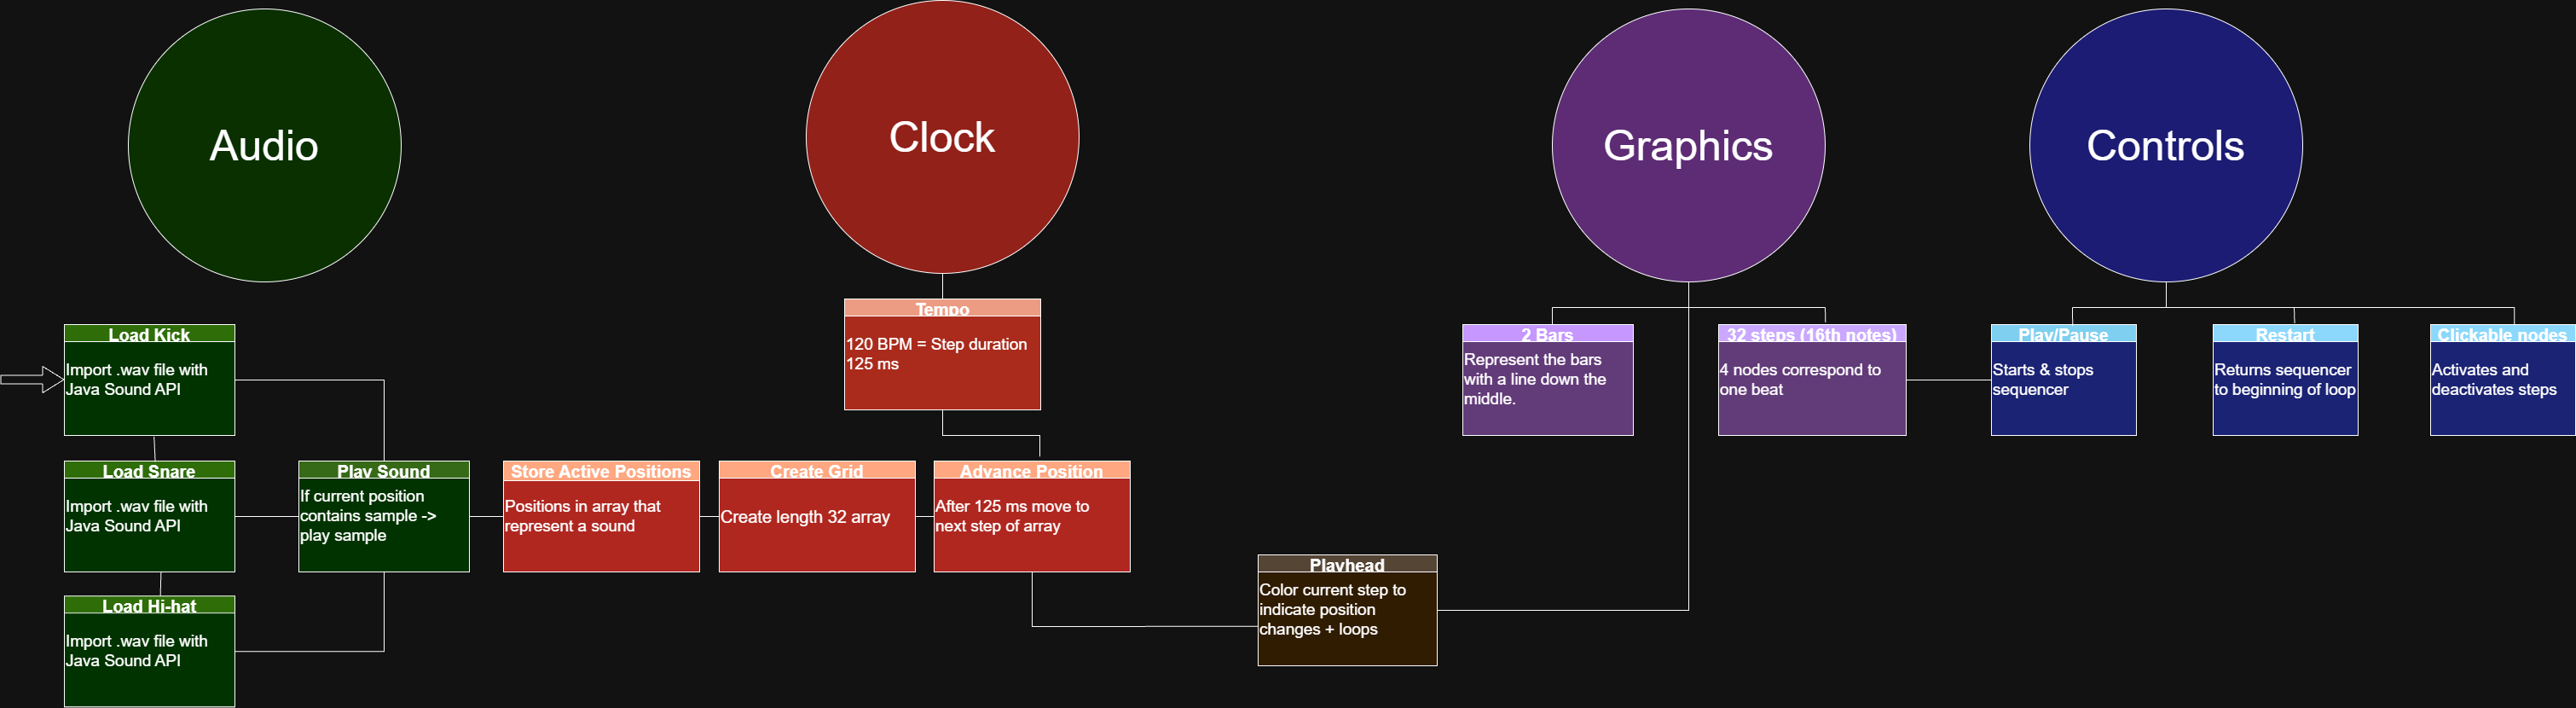 Audio
Clock
Graphics
Controls
Tempo
120 BPM = Step duration
125 ms
Load Kick
Import .wav file with
Java Sound API
2 Bars
Represent the bars
with a line down the
middle.
32 steps (16th notes)
4 nodes correspond to
one beat
Play/Pause
Starts & stops
sequencer
Restart
Returns sequencer
to beginning of loop
Clickable nodes
Activates and
deactivates steps
Load Snare
Import .wav file with
Java Sound API
Play Sound
If current position
contains sample ->
play sample
Store Active Positions
Positions in array that
represent a sound
Create Grid
Create length 32 array
Advance Position
After 125 ms move to
next step of array
Playhead
Color current step to
indicate position
changes + loops
Load Hi-hat
Import .wav file with
Java Sound API